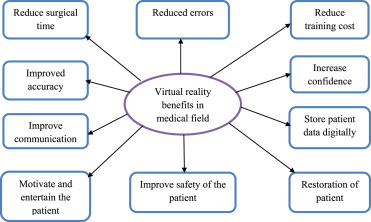 Reduce surgical
time
Reduced errors
Reduce
training cost
Improved
accuracy
Increase
confidence
Virtual reality
benefits in
medical field
Improve
communication
Store patient
data digitally
Motivate and
entertain the
patient
Improve safety of the
patient
Restoration of
patient